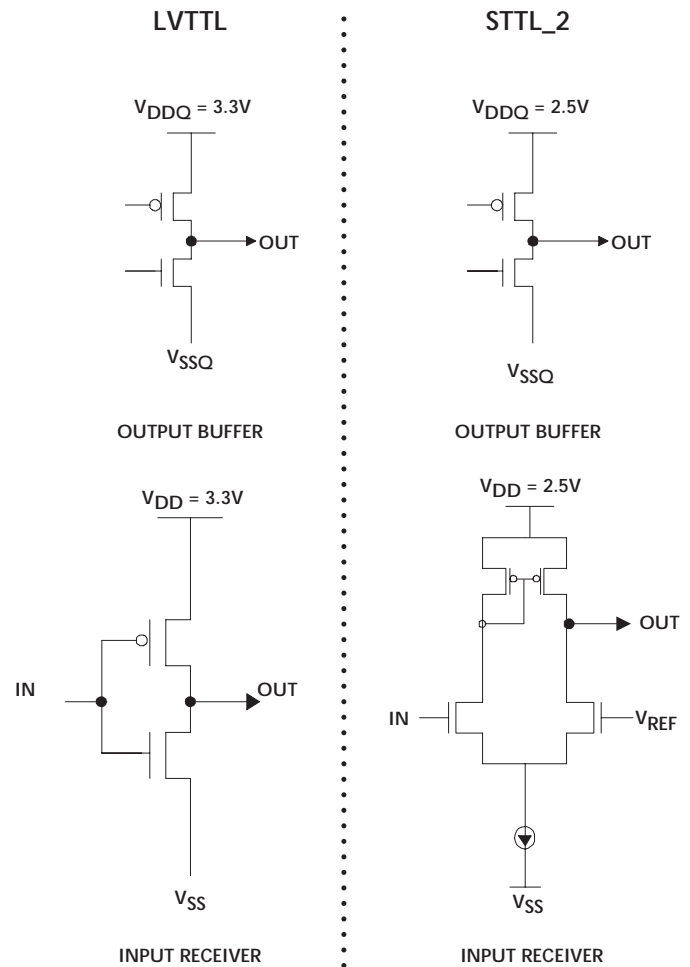 LVTTL
STTL_2
VDDQ = 3.3V
VDDQ = 2.5V
OUT
OUT
VSSQ
VSSQ
OUTPUT BUFFER
OUTPUT BUFFER
VDD = 3.3V
VDD = 2.5V
IN
OUT
OUT
IN
VREF
VSS
VSS
INPUT RECEIVER
INPUT RECEIVER